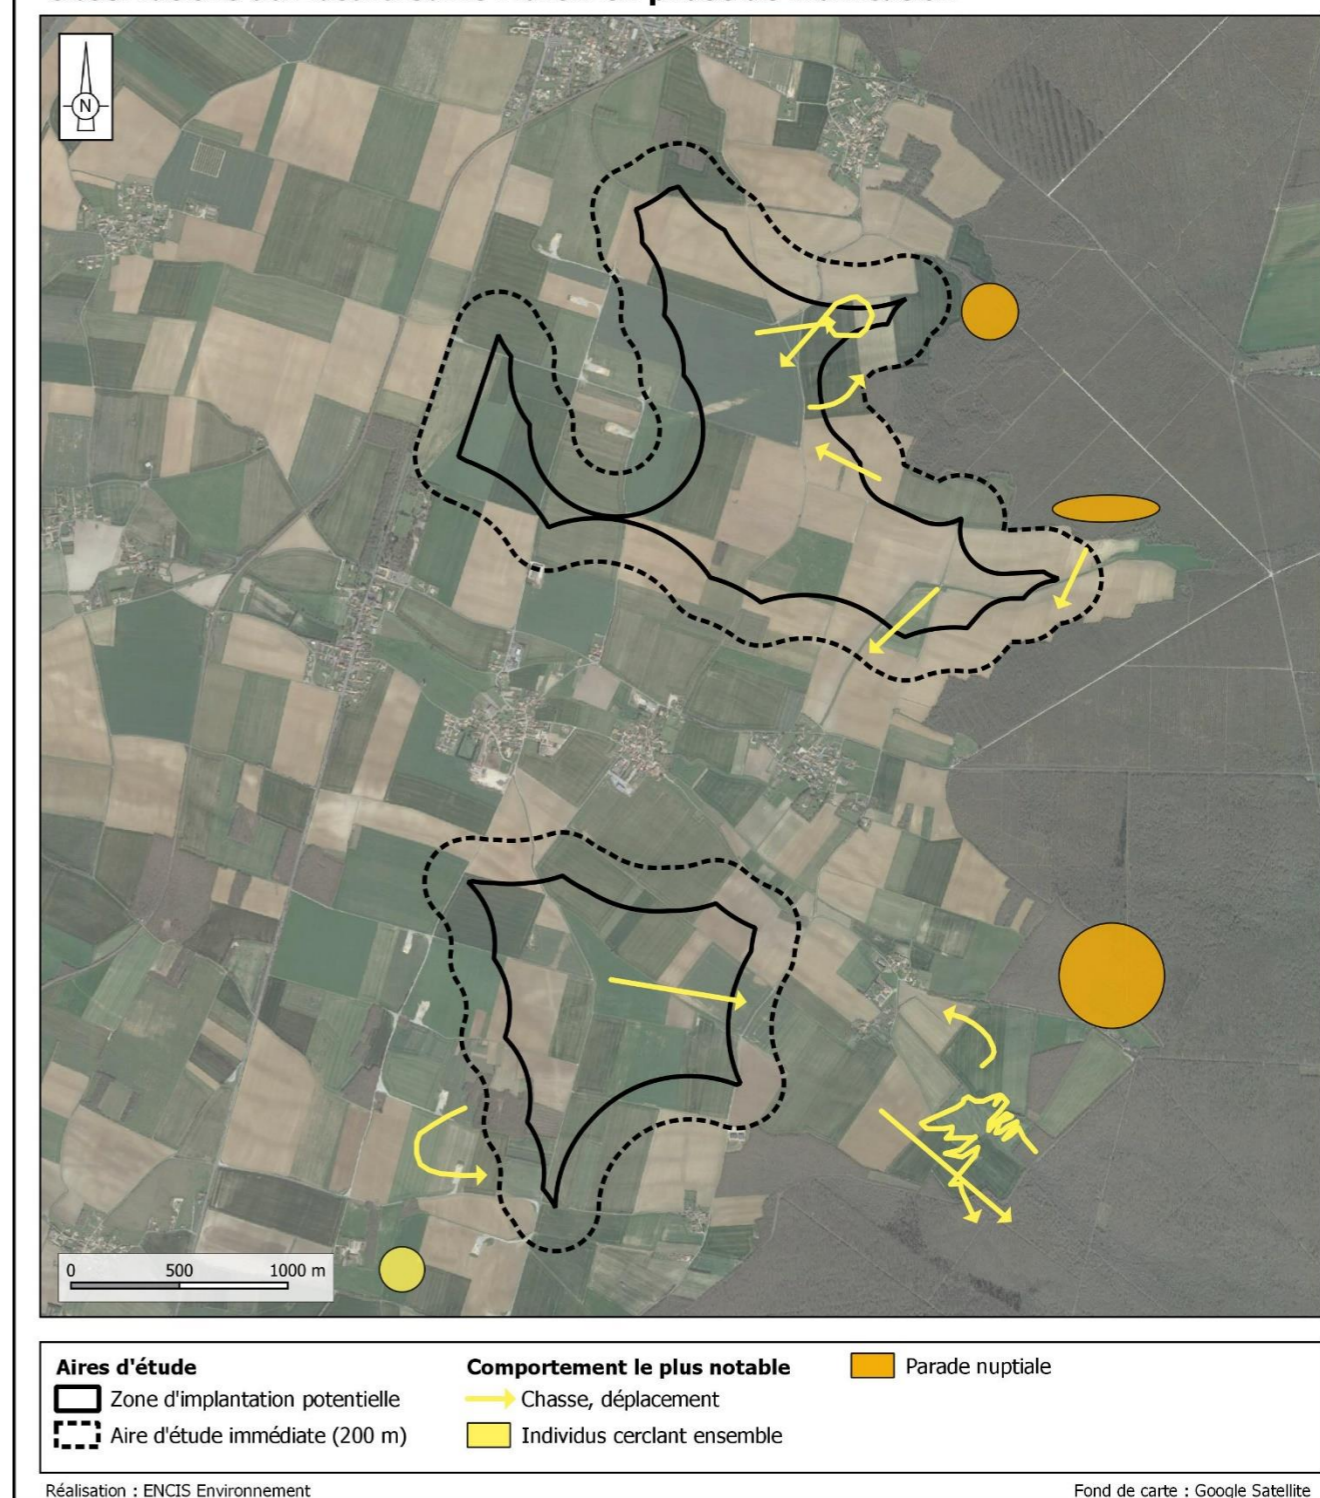 N
0 500 1000 m
Aires d'étude
Zone d'implantation potentielle
Aire d'étude immédiate (200 m)
Comportement le plus notable
Chasse, déplacement
Individus cerclant ensemble
Parade nuptiale
Réalisation : ENCIS Environnement
Fond de carte : Google Satellite